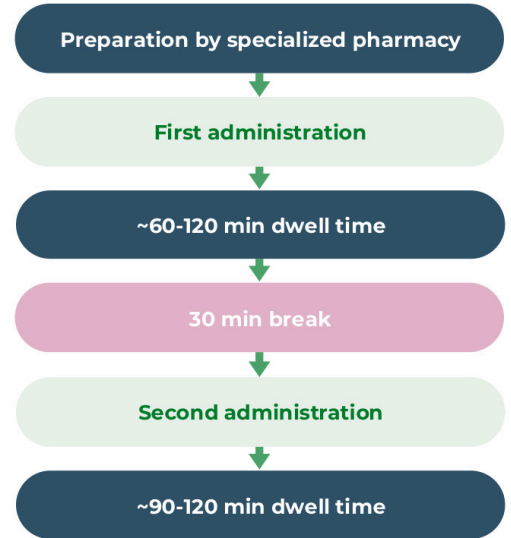 Preparation by specialized pharmacy
First administration
~60-120 min dwell time
30 min break
Second administration
~90-120 min dwell time